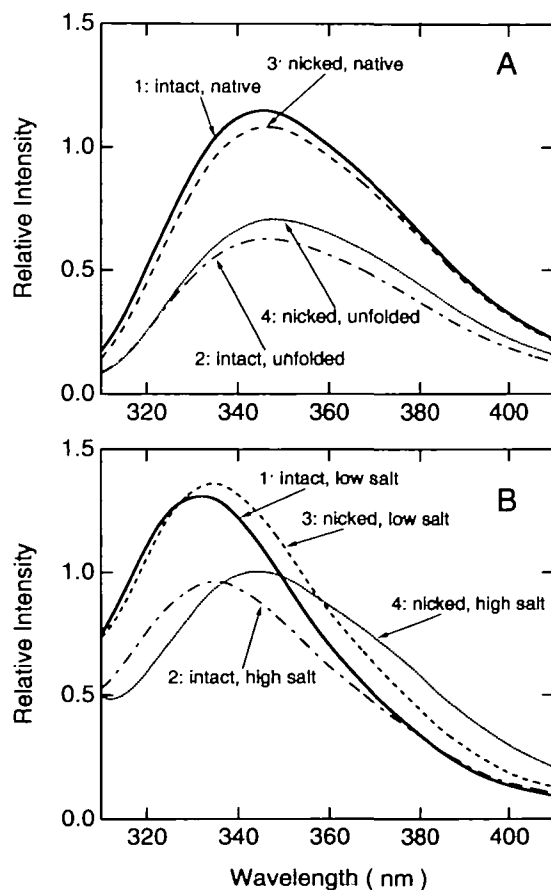 1.5
A
3: nicked, native
1: intact, native
1.0
Relative Intensity
0.5
4: nicked, unfolded
2: intact, unfolded
0.0
320 340 360 380 400
1.5
B
1: intact, low salt
3: nicked, low salt
1.0
4: nicked, high salt
Relative Intensity
0.5
2: intact, high salt
0.0
320 340 360 380 400
Wavelength ( nm )